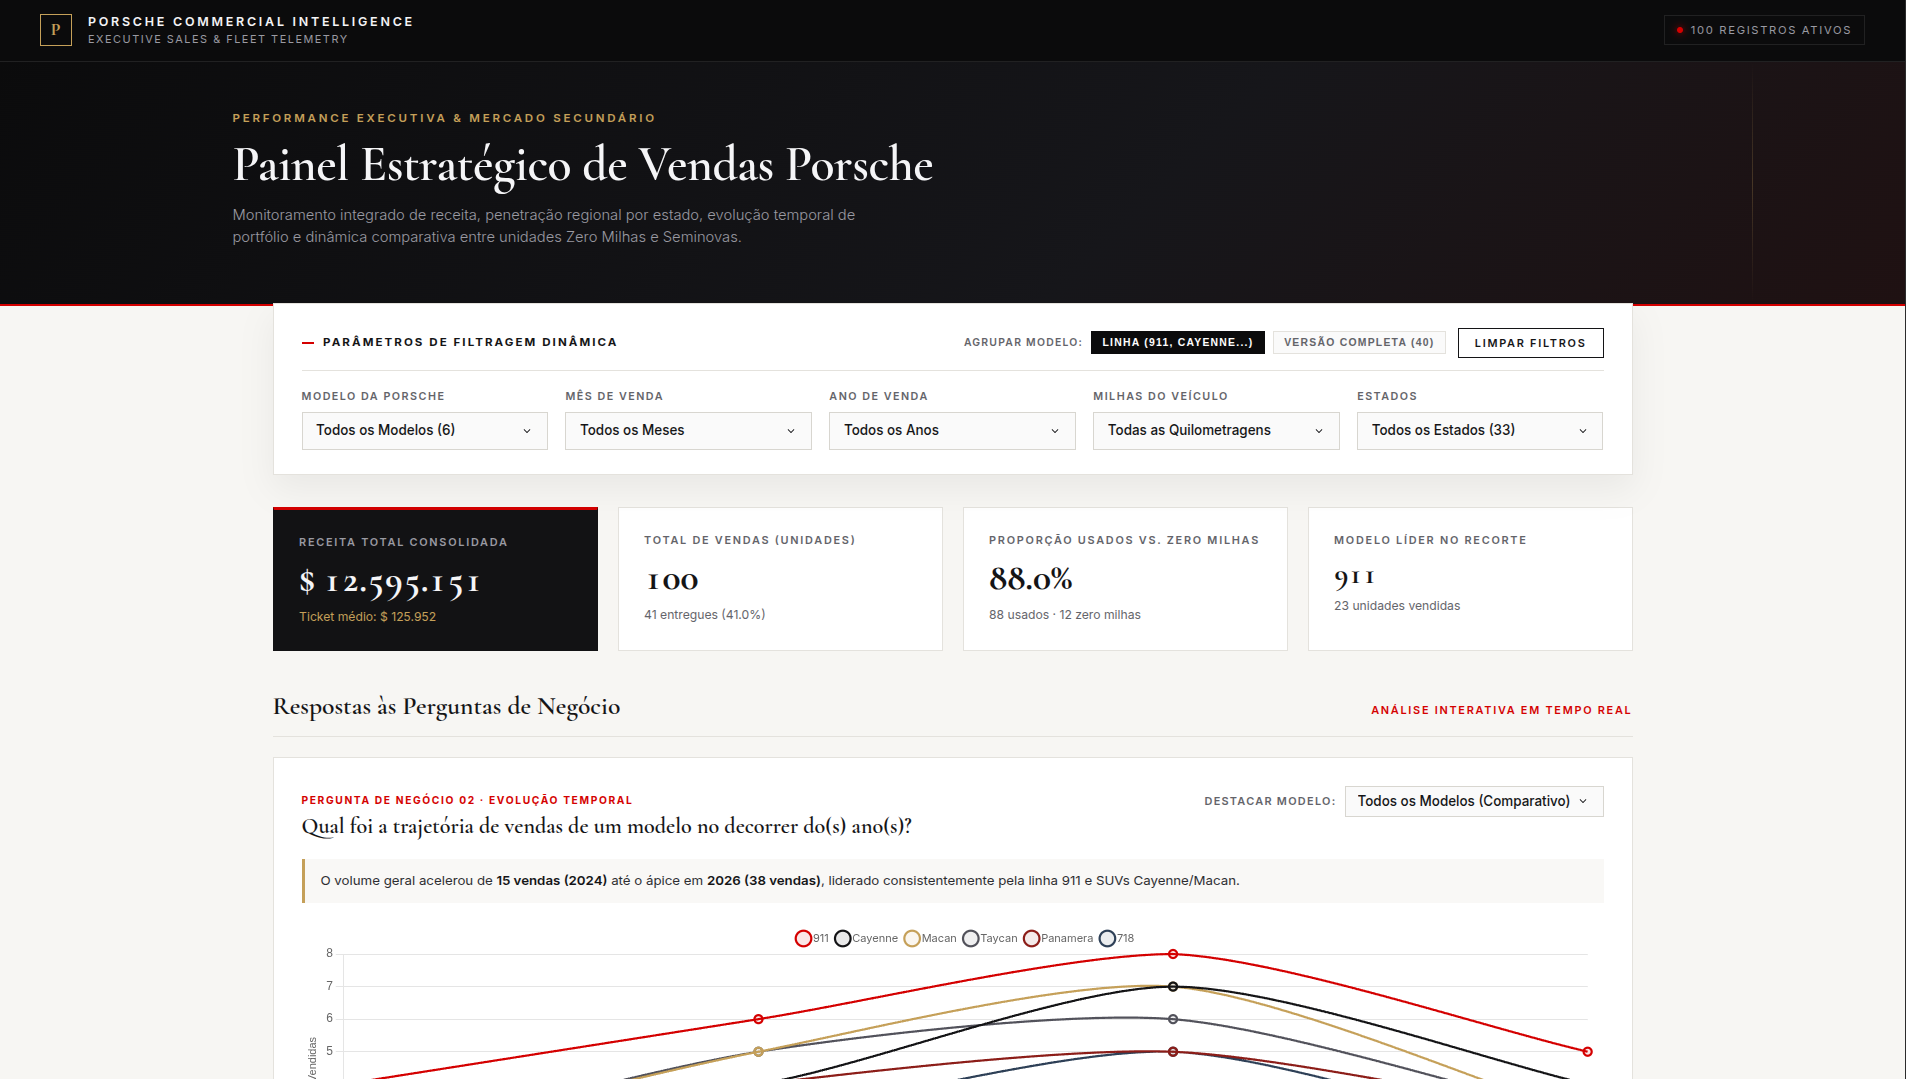 P
PORSCHE COMMERCIAL INTELLIGENCE
EXECUTIVE SALES & FLEET TELEMETRY
100 REGISTROS ATIVOS
PERFORMANCE EXECUTIVA & MERCADO SECUNDÁRIO
Painel Estratégico de Vendas Porsche
Monitoramento integrado de receita, penetração regional por estado, evolução temporal de
portfólio e dinâmica comparativa entre unidades Zero Milhas e Seminovas.
PARÂMETROS DE FILTRAGEM DINÂMICA
AGRUPAR MODELO:
LINHA (911, CAYENNE...)
VERSÃO COMPLETA (40)
LIMPAR FILTROS
MODELO DA PORSCHE
MÊS DE VENDA
ANO DE VENDA
MILHAS DO VEÍCULO
ESTADOS
Todos os Modelos (6)
Todos os Meses
Todos os Anos
Todas as Quilometragens
Todos os Estados (33)
RECEITA TOTAL CONSOLIDADA
$ 12.595.151
Ticket médio: $ 125.952
TOTAL DE VENDAS (UNIDADES)
100
41 entregues (41.0%)
PROPORÇÃO USADOS VS. ZERO MILHAS
88.0%
88 usados · 12 zero milhas
MODELO LÍDER NO RECORTE
911
23 unidades vendidas
Respostas às Perguntas de Negócio
ANÁLISE INTERATIVA EM TEMPO REAL
PERGUNTA DE NEGÓCIO 02 · EVOLUÇÃO TEMPORAL
Qual foi a trajetória de vendas de um modelo no decorrer do(s) ano(s)?
DESTACAR MODELO:
Todos os Modelos (Comparativo)
O volume geral acelerou de 15 vendas (2024) até o ápice em 2026 (38 vendas), liderado consistentemente pela linha 911 e SUVs Cayenne/Macan.
911 Cayenne Macan Taycan Panamera 718
8
7
6
5
Vendidas